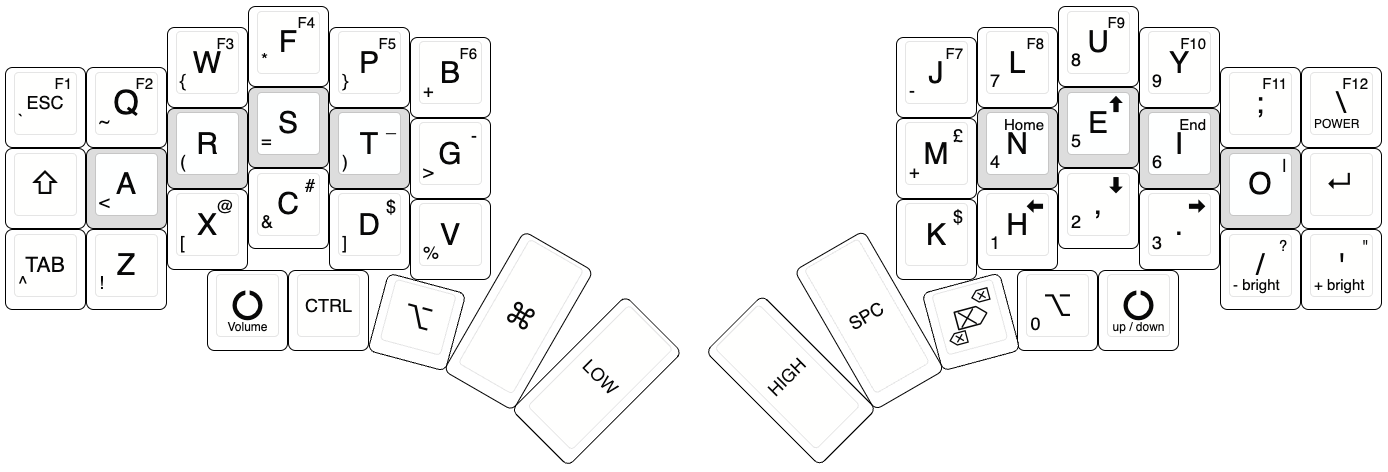 F1
ESC
`
F2
Q
~
F3
W
{
F4
F
*
F5
P
}
F6
B
+
F7
J
-
F8
L
7
F9
U
8
F10
Y
9
F11
;
F12
\
POWER
⇧
A
<
R
(
S
=
T
_
)
G
-
>
M
£
+
Home
N
4
E
⬆
5
End
I
6
O
|
↵
TAB
^
Z
!
X
@
[
C
#
&
D
$
]
V
%
K
$
H
⬅
1
,
⬇
2
.
➡
3
/
?
- bright
'
"
+ bright
Volume
CTRL
⌥
⌘
LOW
HIGH
SPC
⌫
⌦
⌫
⌥
0
up / down